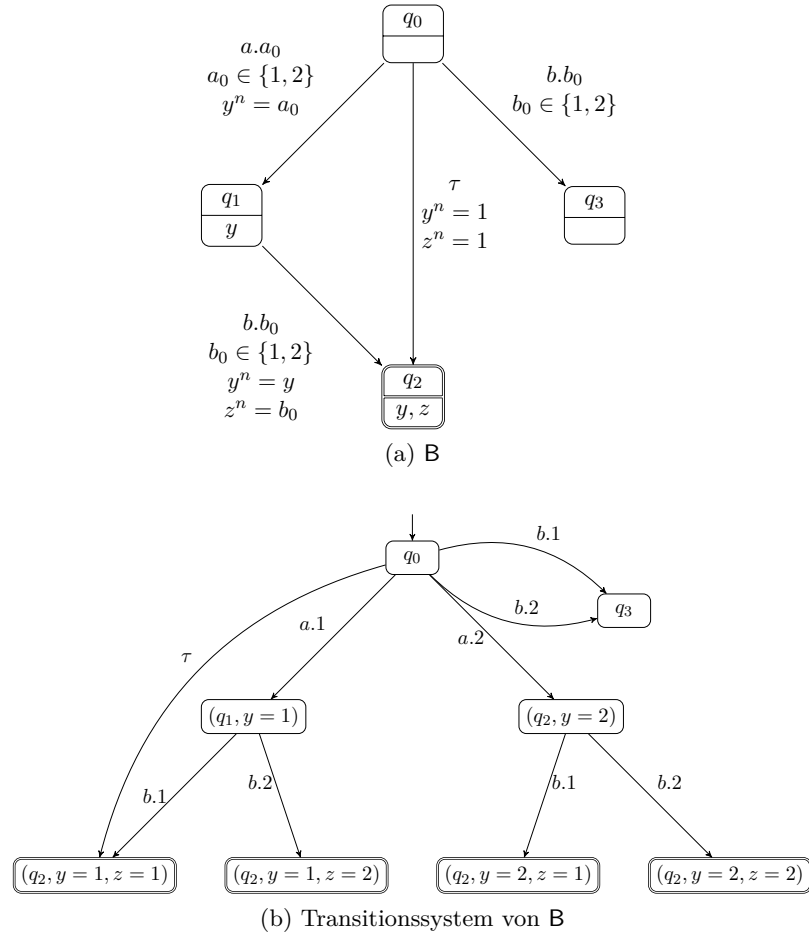 q₀
a.a₀
a₀ ∈ {1, 2}
yⁿ = a₀
b.b₀
b₀ ∈ {1, 2}
τ
yⁿ = 1
zⁿ = 1
q₁
y
q₃
b.b₀
b₀ ∈ {1, 2}
yⁿ = y
zⁿ = b₀
q₂
y, z
(a) B
q₀
b.1
b.2
q₃
a.1
a.2
τ
(q₁, y = 1)
(q₂, y = 2)
b.1
b.2
b.1
b.2
(q₂, y = 1, z = 1)
(q₂, y = 1, z = 2)
(q₂, y = 2, z = 1)
(q₂, y = 2, z = 2)
(b) Transitionssystem von B